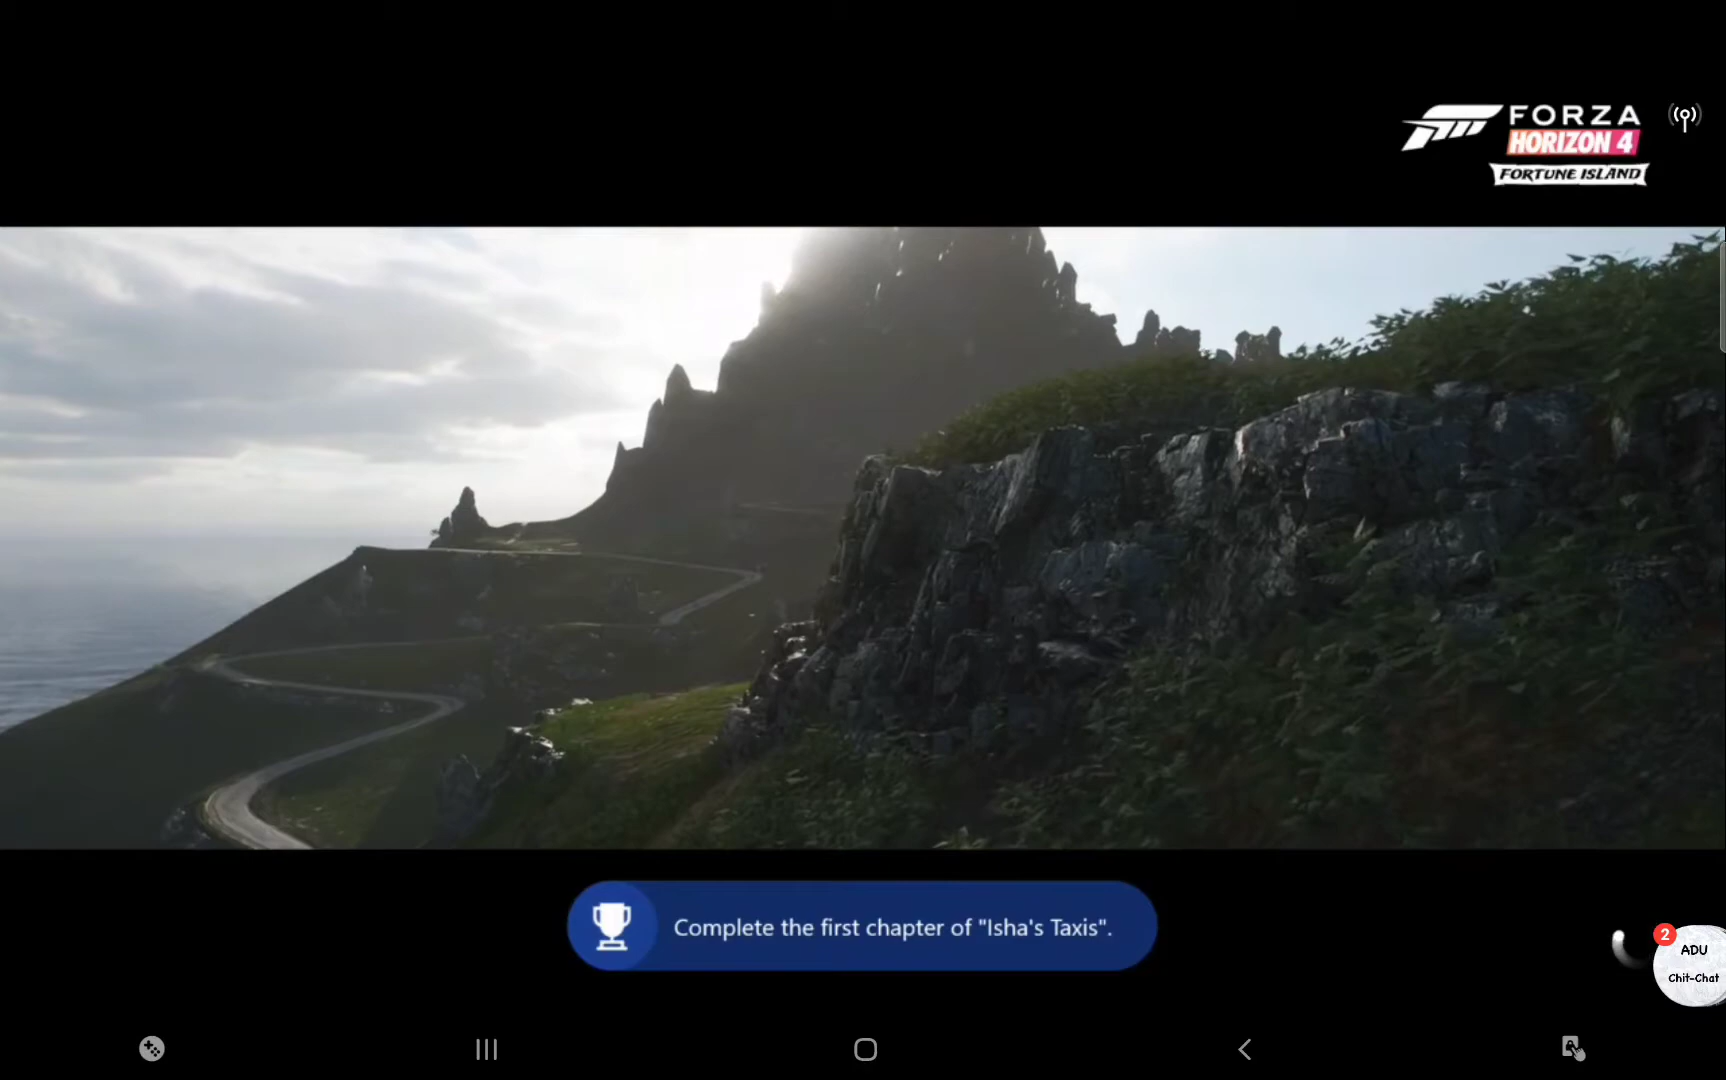 FORZA
HORIZON 4
FORTUNE ISLAND
Complete the first chapter of "Isha's Taxis".
2
ADU
Chit-Chat